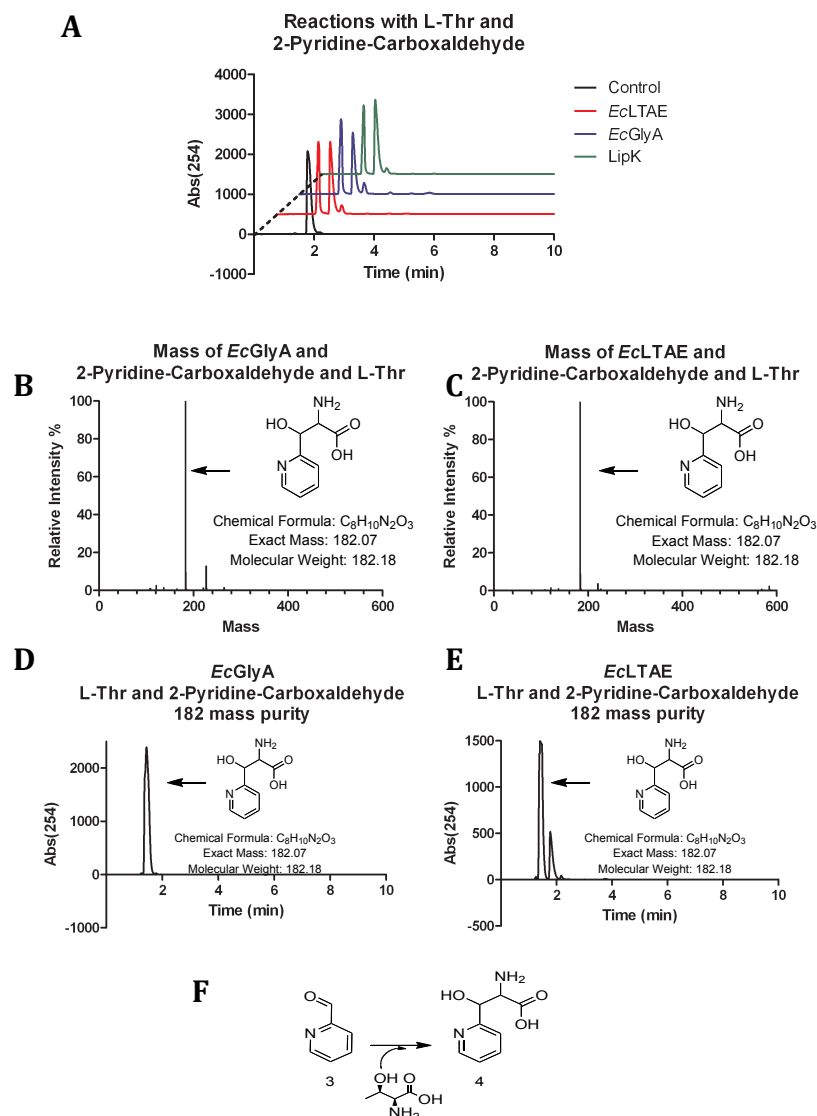 A
Reactions with L-Thr and
2-Pyridine-Carboxaldehyde
4000
3000
2000
1000
0
-1000
Abs(254)
2 4 6 8 10
Time (min)
Control
EcLTAE
EcGlyA
LipK
B
Mass of EcGlyA and
2-Pyridine-Carboxaldehyde and L-Thr
100
80
60
40
20
0
Relative Intensity %
0 200 400 600
Mass
NH2
HO
O
OH
N
Chemical Formula: C8H10N2O3
Exact Mass: 182.07
Molecular Weight: 182.18
C
Mass of EcLTAE and
2-Pyridine-Carboxaldehyde and L-Thr
100
80
60
40
20
0
Relative Intensity %
0 200 400 600
Mass
NH2
HO
O
OH
N
Chemical Formula: C8H10N2O3
Exact Mass: 182.07
Molecular Weight: 182.18
D
EcGlyA
L-Thr and 2-Pyridine-Carboxaldehyde
182 mass purity
2000
1000
0
-1000
Abs(254)
2 4 6 8 10
Time (min)
NH2
HO
O
OH
N
Chemical Formula: C8H10N2O3
Exact Mass: 182.07
Molecular Weight: 182.18
E
EcLTAE
L-Thr and 2-Pyridine-Carboxaldehyde
182 mass purity
1500
1000
500
0
-500
Abs(254)
2 4 6 8 10
Time (min)
NH2
HO
O
OH
N
Chemical Formula: C8H10N2O3
Exact Mass: 182.07
Molecular Weight: 182.18
F
O
N
3
OH O
OH
NH2
NH2
HO
O
OH
N
4